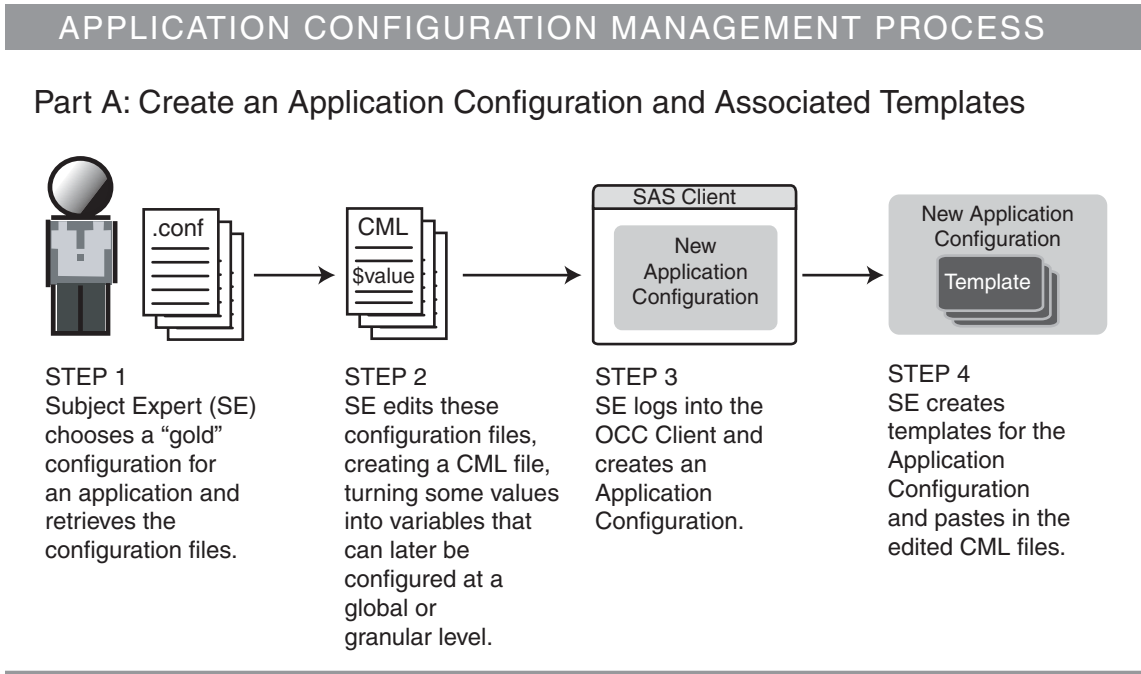 APPLICATION CONFIGURATION MANAGEMENT PROCESS
Part A: Create an Application Configuration and Associated Templates
.conf
CML
$value
SAS Client
New
Application
Configuration
New Application
Configuration
Template
STEP 1
Subject Expert (SE)
chooses a “gold”
configuration for
an application and
retrieves the
configuration files.
STEP 2
SE edits these
configuration files,
creating a CML file,
turning some values
into variables that
can later be
configured at a
global or
granular level.
STEP 3
SE logs into the
OCC Client and
creates an
Application
Configuration.
STEP 4
SE creates
templates for the
Application
Configuration
and pastes in the
edited CML files.